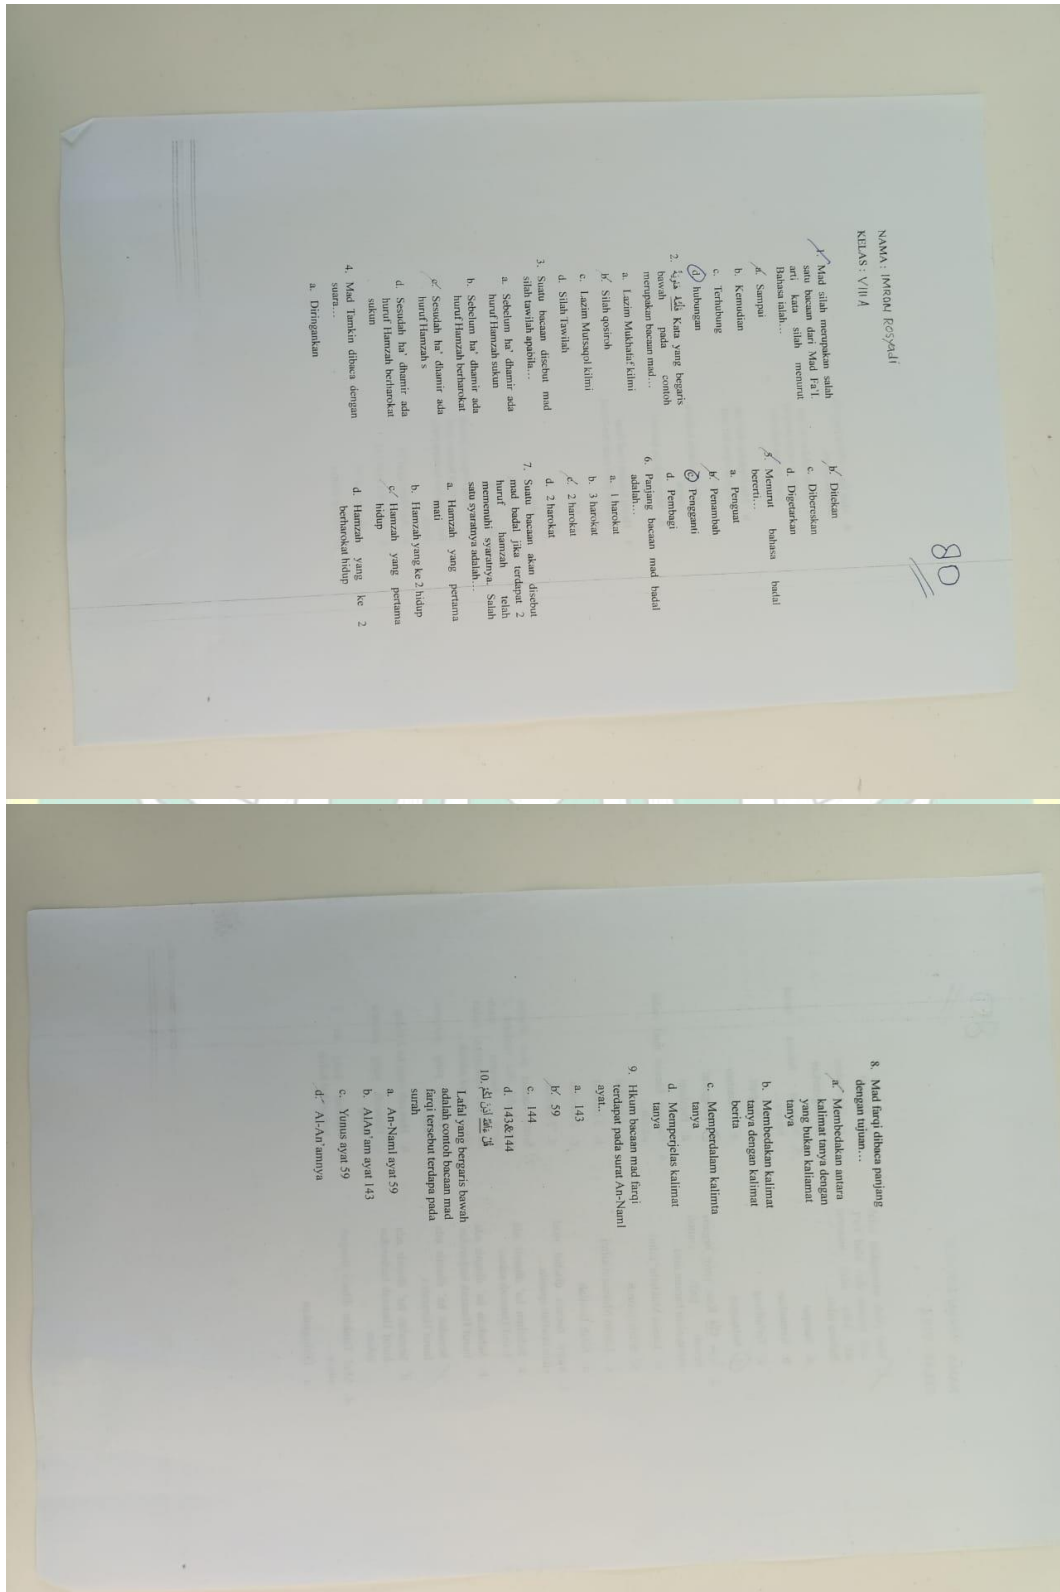 80
NAMA : IMRON ROSYADI
KELAS : VIII A
1. Mad silah merupakan salah
satu bacaan dari Mad Fa'I.
arti kata silah menurut
Bahasa ialah…
a. Sampai
b. Kemudian
c. Terhubung
d. hubungan
2. Kata yang begaris
bawah pada contoh
merupakan bacaan mad…
a. Lazim Mukhafaf kilmi
b. Silah qosiroh
c. Lazim Mutsaqol kilmi
d. Silah Tawilah
3. Suatu bacaan disebut mad
silah tawilah apabila…
a. Sebelum ha' dhamir ada
huruf Hamzah sukun
b. Sebelum ha' dhamir ada
huruf Hamzah berharokat
c. Sesudah ha' dhamir ada
huruf Hamzah s
d. Sesudah ha' dhamir ada
huruf Hamzah berharokat
sukun
4. Mad Tamkin dibaca dengan
suara…
a. Diringankan
b. Ditekan
c. Dibereskan
d. Digetarkan
5. Menurut bahasa badal
bererti…
a. Penguat
b. Penambah
c. Pengganti
d. Pembagi
6. Panjang bacaan mad badal
adalah…
a. 1 harokat
b. 3 harokat
c. 2 harokat
d. 2 harokat
7. Suatu bacaan akan disebut
mad badal jika terdapat 2
huruf hamzah telah
memenuhi syaratnya. Salah
satu syaratnya adalah…
a. Hamzah yang pertama
mati
b. Hamzah yang ke 2 hidup
c. Hamzah yang pertama
hidup
d. Hamzah yang ke 2
berharokat hidup
8. Mad farqi dibaca panjang
dengan tujuan…
a. Membedakan antara
kalimat tanya dengan
yang bukan kaliamat
tanya
b. Membedakan kalimat
tanya dengan kalimat
berita
c. Memperdalam kalimta
tanya
d. Memperjelas kalimat
tanya
9. Hkum bacaan mad farqi
terdapat pada surat An-Naml
ayat..
a. 143
b. 59
c. 144
d. 143&144
10.
Lafal yang bergaris bawah
adalah contoh bacaan mad
farqi tersebut terdapa pada
surah
a. An-Naml ayat 59
b. AlAn'am ayat 143
c. Yunus ayat 59
d. Al-An'amnya